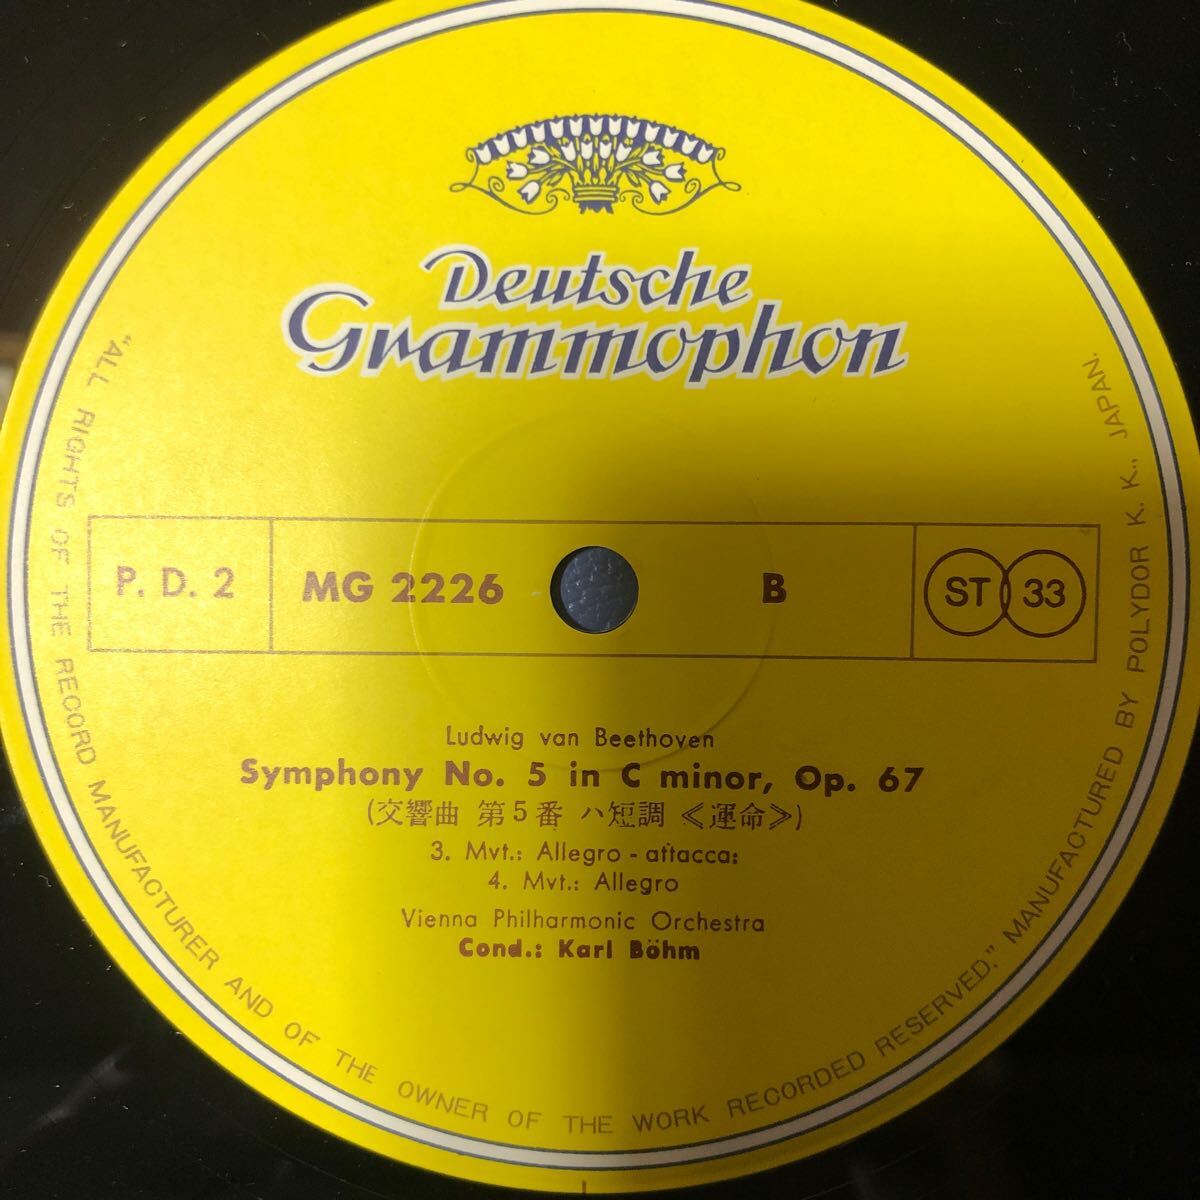 Deutsche
Grammophon
P. D. 2
MG 2226
B
ST 33
Ludwig van Beethoven
Symphony No. 5 in C minor, Op. 67
(交響曲 第5番 ハ短調 ≪運命≫)
3. Mvt.: Allegro - attacca:
4. Mvt.: Allegro
Vienna Philharmonic Orchestra
Cond.: Karl Böhm
"ALL RIGHTS OF THE RECORD MANUFACTURER AND OF THE OWNER OF THE WORK RECORDED RESERVED." MANUFACTURED BY POLYDOR K. K., JAPAN.